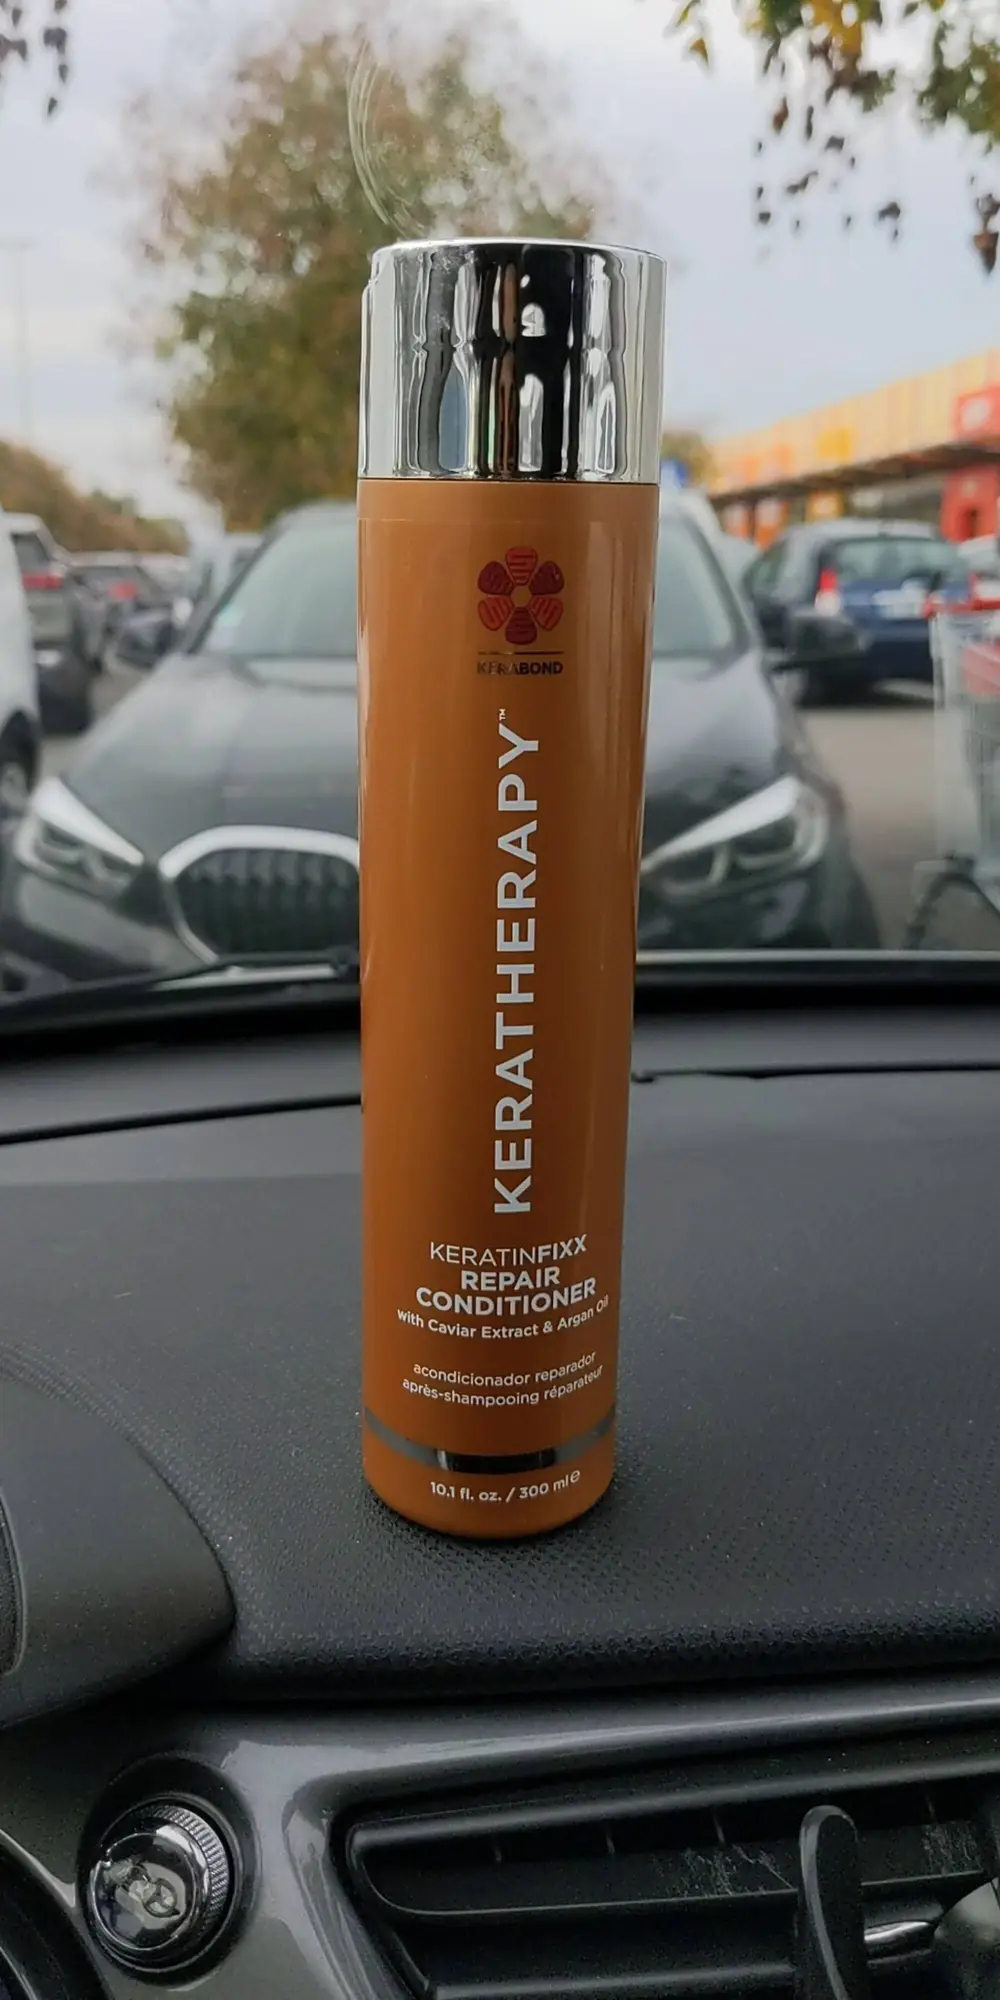 KERABOND
KERATHERAPY™
KERATINFIXX
REPAIR
CONDITIONER
with Caviar Extract & Argan Oil
acondicionador reparador
après-shampooing réparateur
10.1 fl. oz. / 300 ml e